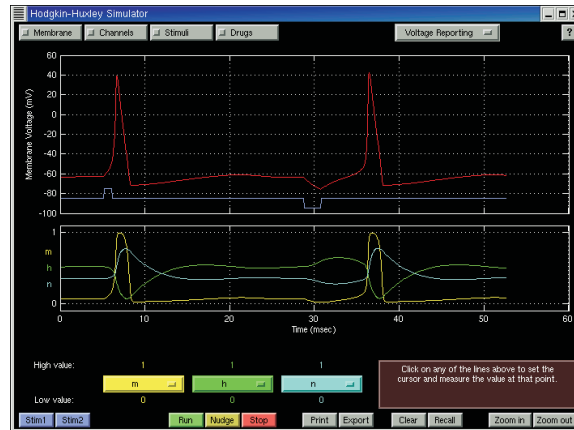 Hodgkin-Huxley Simulator
Membrane Channels Stimuli Drugs Voltage Reporting ?
60
40
20
0
-20
-40
-60
-80
-100
Membrane Voltage (mV)
1
m
h
n
0
0 10 20 30 40 50 60
Time (msec)
High value: 1 1 1
m h n
Low value: 0 0 0
Click on any of the lines above to set the
cursor and measure the value at that point.
Stim1 Stim2 Run Nudge Stop Print Export Clear Recall Zoom in Zoom out